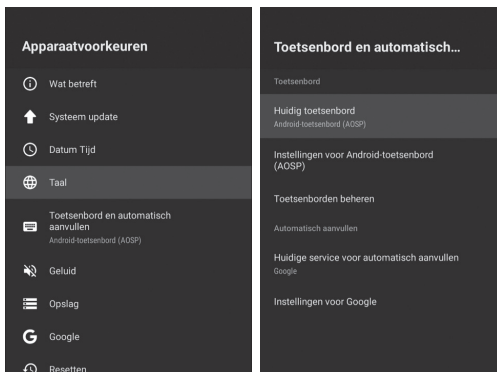 Apparaatvoorkeuren
Wat betreft
Systeem update
Datum Tijd
Taal
Toetsenbord en automatisch
aanvullen
Android-toetsenbord (AOSP)
Geluid
Opslag
Google
Resetten
Toetsenbord en automatisch...
Toetsenbord
Huidig toetsenbord
Android-toetsenbord (AOSP)
Instellingen voor Android-toetsenbord
(AOSP)
Toetsenborden beheren
Automatisch aanvullen
Huidige service voor automatisch aanvullen
Google
Instellingen voor Google